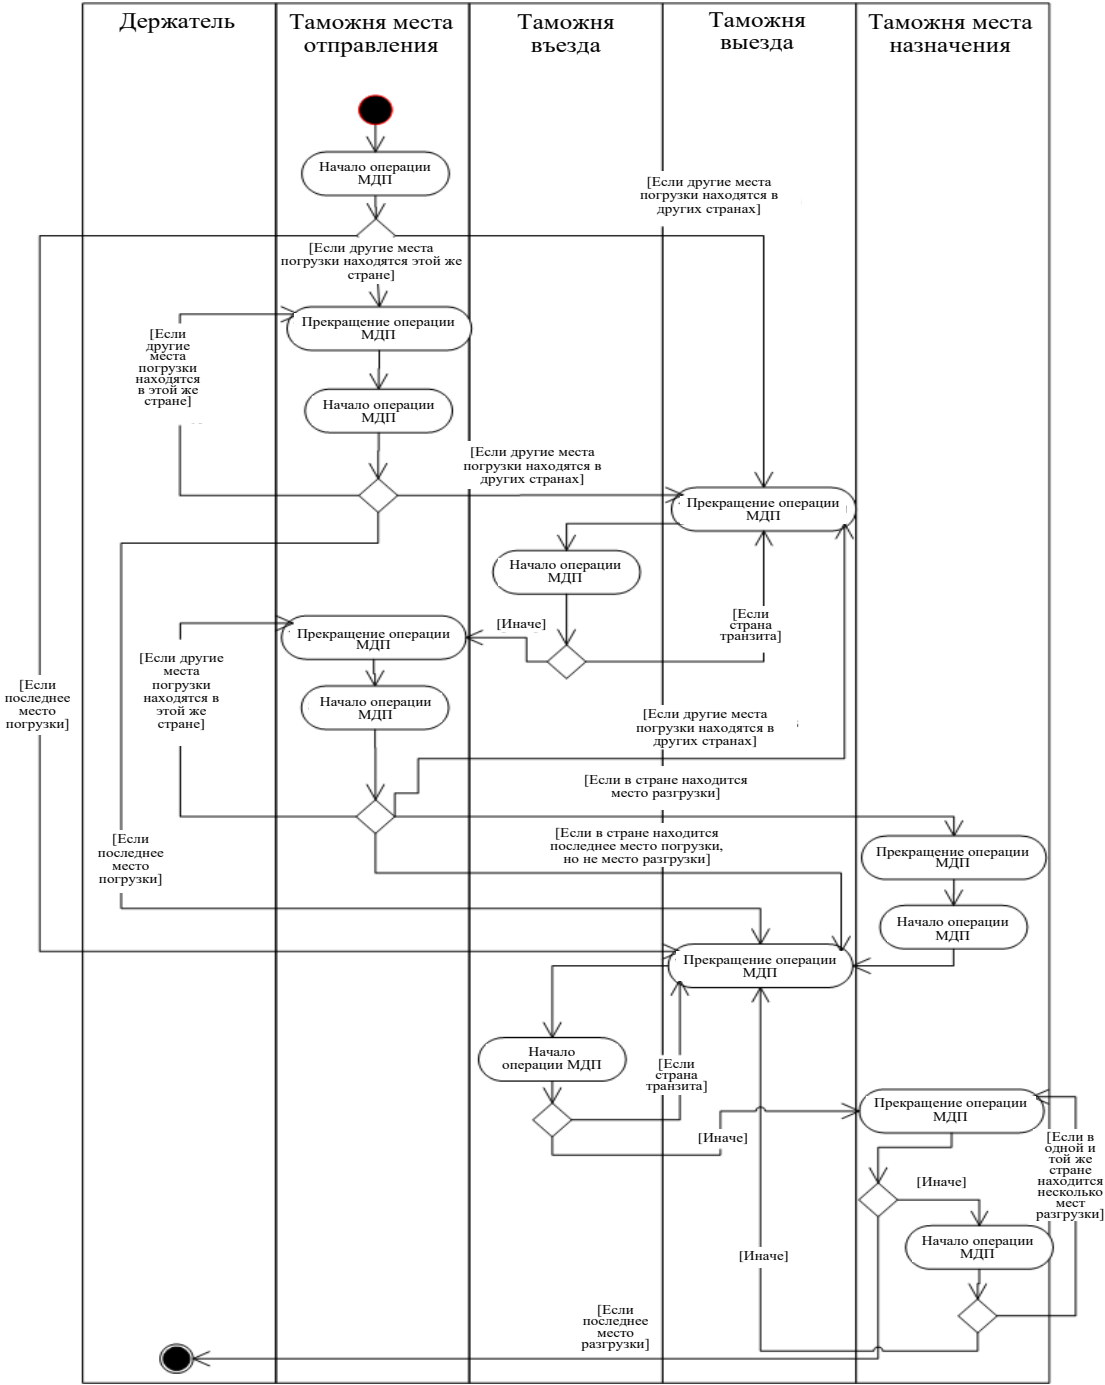 Держатель
Таможня места
отправления
Таможня
въезда
Таможня
выезда
Таможня места
назначения
Начало операции
МДП
[Если другие места
погрузки находятся в
других странах]
[Если другие места
погрузки находятся этой же
стране]
Прекращение операции
МДП
[Если
другие
места
погрузки
находятся
в этой же
стране]
Начало операции
МДП
[Если другие места
погрузки находятся в
других странах]
Прекращение операции
МДП
Начало операции
МДП
[Если
страна
транзита]
[Иначе]
Прекращение операции
МДП
[Если другие
места
погрузки
находятся в
этой же
стране]
[Если
последнее
место
погрузки]
Начало операции
МДП
[Если другие места
погрузки находятся в
других странах]
[Если в стране находится
место разгрузки]
[Если в стране находится
последнее место погрузки,
но не место разгрузки]
[Если
последнее
место
погрузки]
Прекращение операции
МДП
Начало операции
МДП
Прекращение операции
МДП
Начало
операции МДП
[Если
страна
транзита]
[Иначе]
Прекращение операции
МДП
[Если в
одной и
той же
стране
находится
несколько
мест
разгрузки]
[Иначе]
Начало операции
МДП
[Иначе]
[Если
последнее
место
разгрузки]